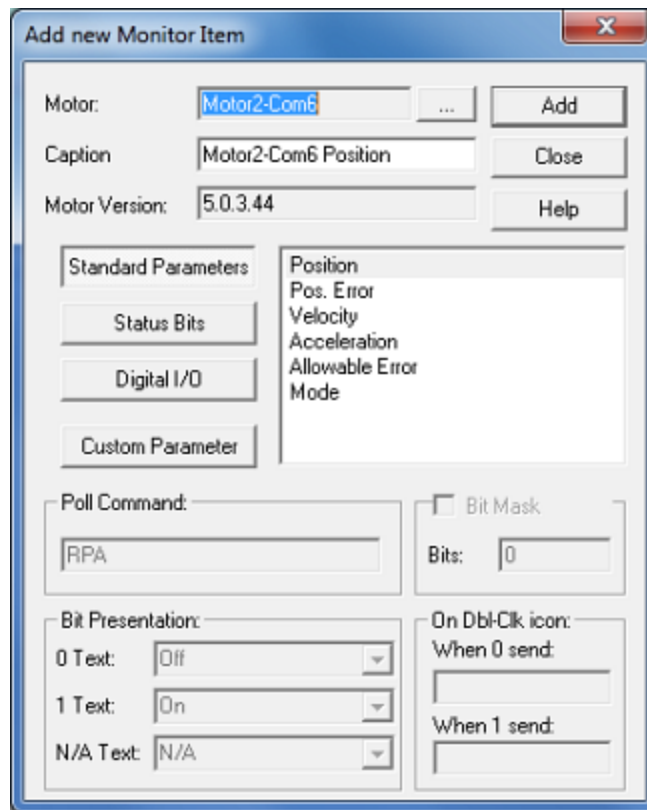 Add new Monitor Item
Motor: Motor2-Com6 ... Add
Caption Motor2-Com6 Position Close
Motor Version: 5.0.3.44 Help
Standard Parameters
Status Bits
Digital I/O
Custom Parameter
Position
Pos. Error
Velocity
Acceleration
Allowable Error
Mode
Poll Command:
RPA
Bit Mask
Bits: 0
Bit Presentation:
0 Text: Off
1 Text: On
N/A Text: N/A
On Dbl-Clk icon:
When 0 send:
When 1 send: